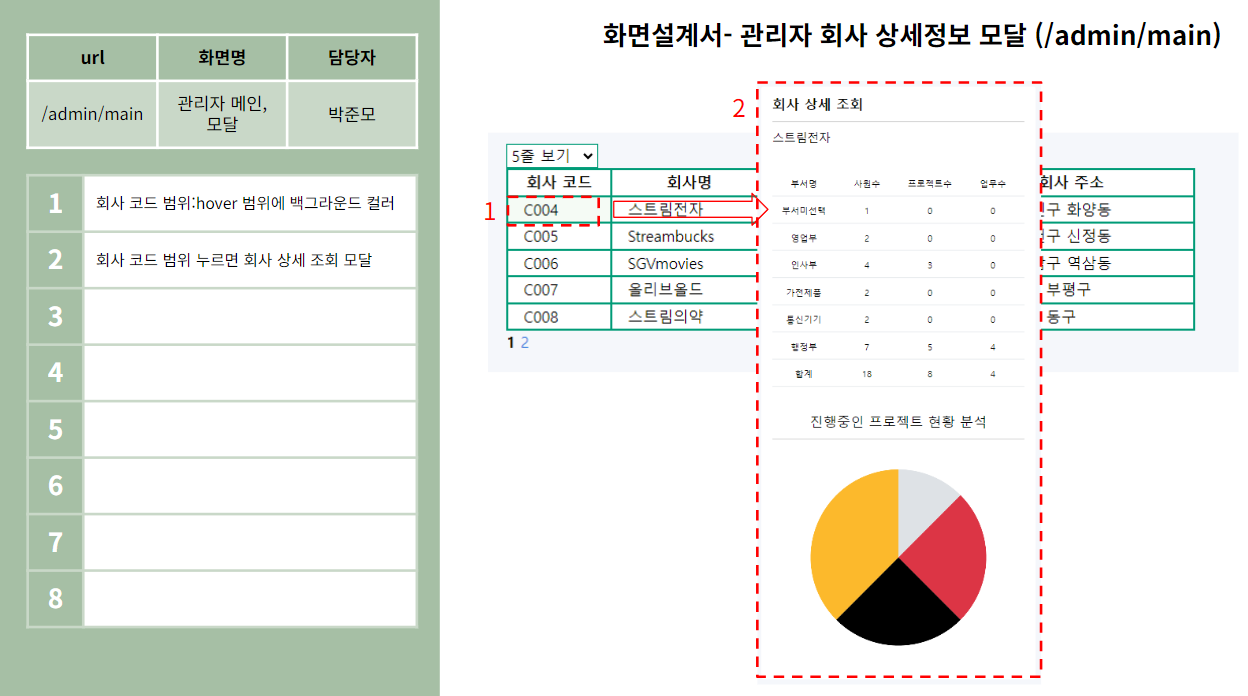 화면설계서- 관리자 회사 상세정보 모달 (/admin/main)
url 화면명 담당자
/admin/main 관리자 메인, 박준모
모달
1 회사 코드 범위:hover 범위에 백그라운드 컬러
2 회사 코드 범위 누르면 회사 상세 조회 모달
3
4
5
6
7
8
5줄 보기
회사 코드 회사명 회사 주소
1 C004 스트림전자 구 화양동
C005 Streambucks 구 신정동
C006 SGVmovies 구 역삼동
C007 올리브올드 부평구
C008 스트림의약 동구
1 2
2 회사 상세 조회
스트림전자
부서명 사원수 프로젝트수 업무수
부서미선택 1 0 0
영업부 2 0 0
인사부 4 3 0
가전제품 2 0 0
통신기기 2 0 0
행정부 7 5 4
합계 18 8 4
진행중인 프로젝트 현황 분석